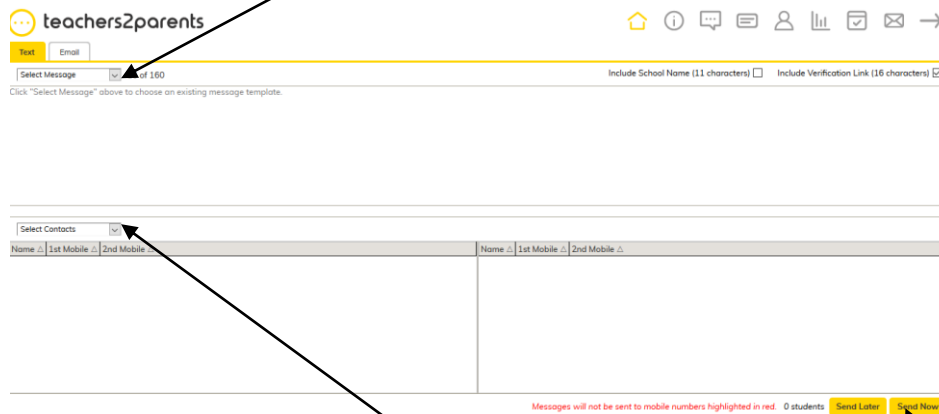 teachers2parents
Text Email
Select Message of 160 Include School Name (11 characters) Include Verification Link (16 characters)
Click "Select Message" above to choose an existing message template.
Select Contacts
Name 1st Mobile 2nd Mobile Name 1st Mobile 2nd Mobile
Messages will not be sent to mobile numbers highlighted in red. 0 students Send Later Send Now